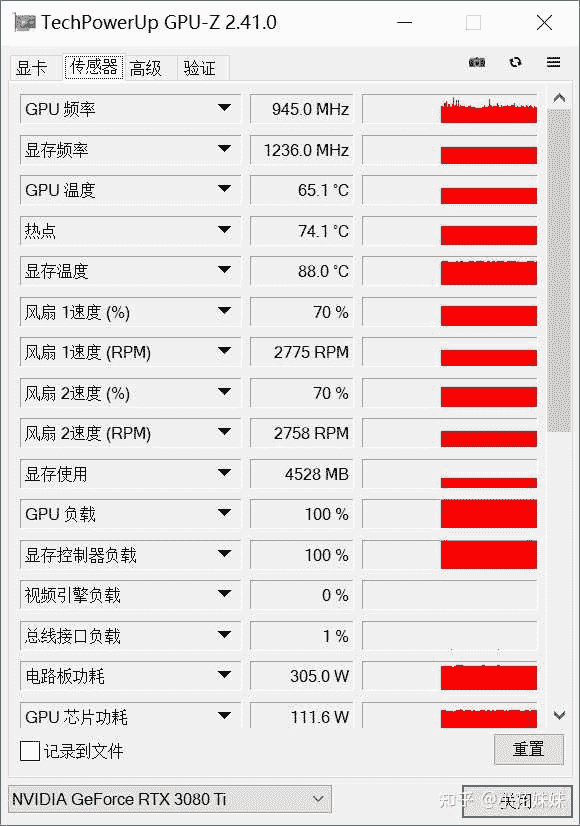 TechPowerUp GPU-Z 2.41.0
显卡 传感器 高级 验证
GPU 频率 945.0 MHz
显存频率 1236.0 MHz
GPU 温度 65.1 °C
热点 74.1 °C
显存温度 88.0 °C
风扇 1速度 (%) 70 %
风扇 1速度 (RPM) 2775 RPM
风扇 2速度 (%) 70 %
风扇 2速度 (RPM) 2758 RPM
显存使用 4528 MB
GPU 负载 100 %
显存控制器负载 100 %
视频引擎负载 0 %
总线接口负载 1 %
电路板功耗 305.0 W
GPU 芯片功耗 111.6 W
记录到文件 重置
NVIDIA GeForce RTX 3080 Ti 关闭
知乎